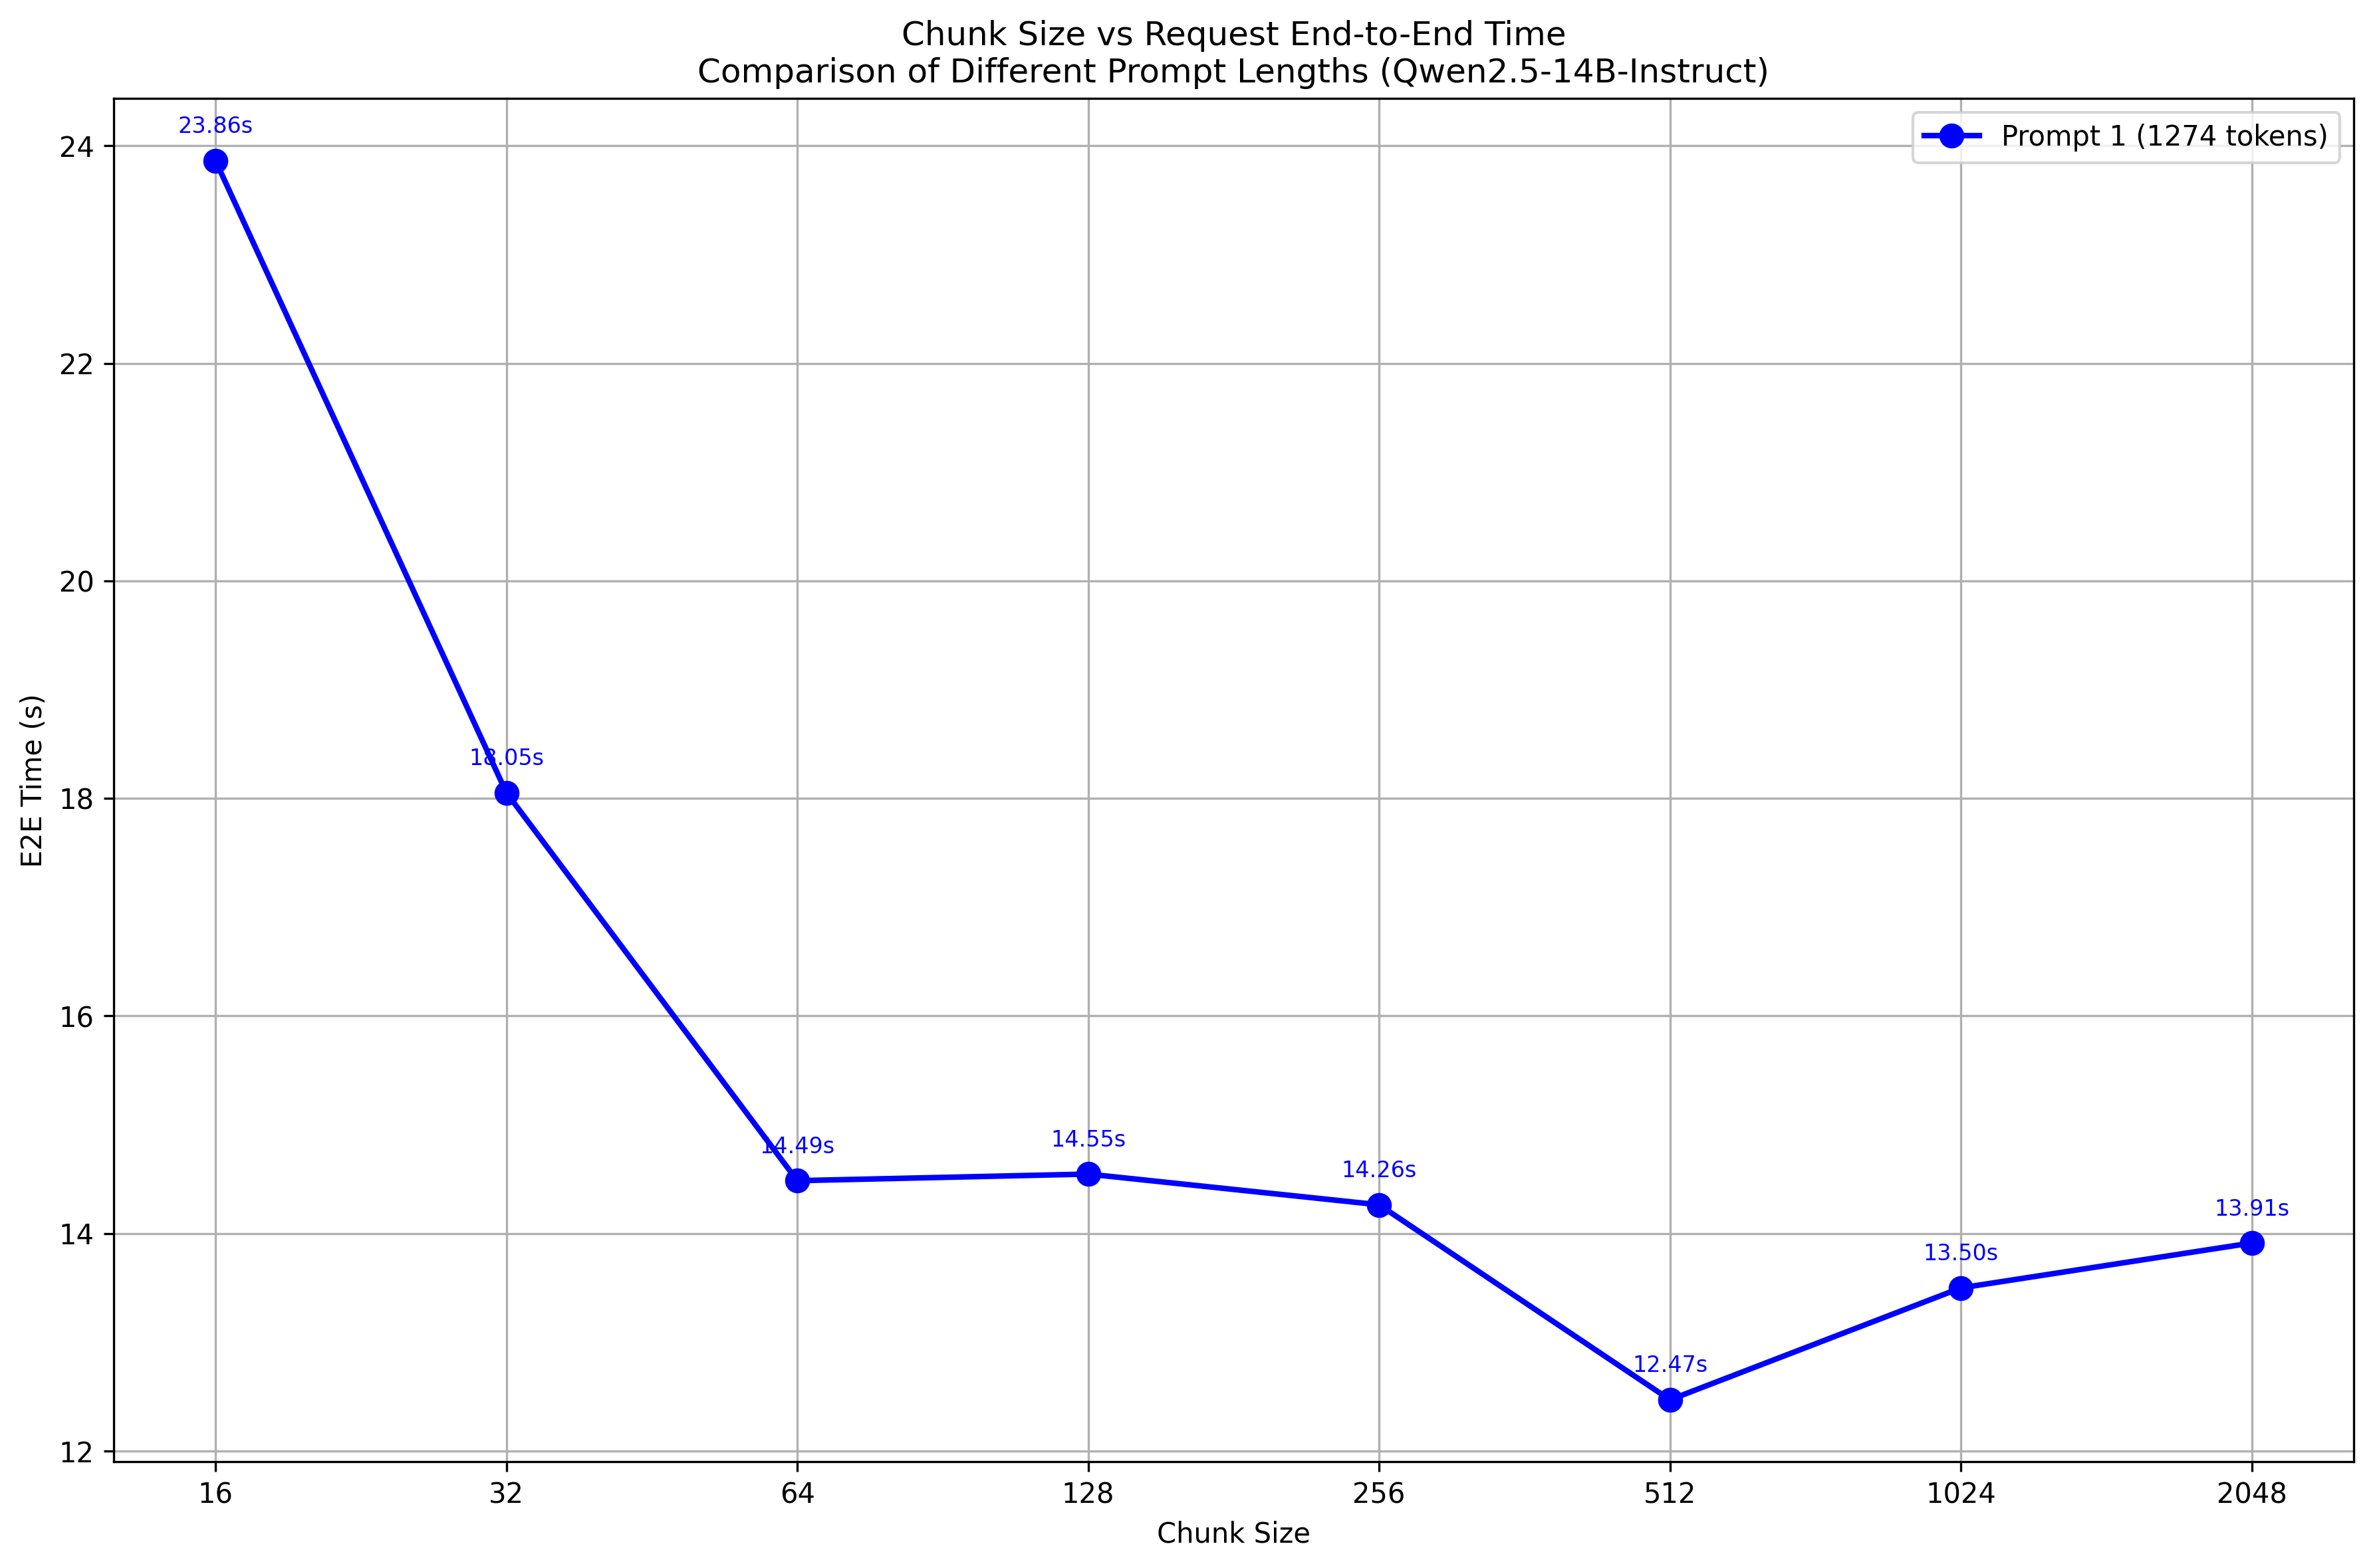 Chunk Size vs Request End-to-End Time
Comparison of Different Prompt Lengths (Qwen2.5-14B-Instruct)
Prompt 1 (1274 tokens)
E2E Time (s)
24
22
20
18
16
14
12
23.86s
18.05s
14.49s
14.55s
14.26s
12.47s
13.50s
13.91s
16 32 64 128 256 512 1024 2048
Chunk Size